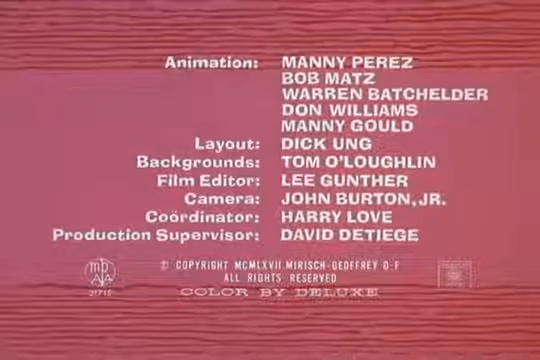 Animation: MANNY PEREZ
BOB MATZ
WARREN BATCHELDER
DON WILLIAMS
MANNY GOULD
Layout: DICK UNG
Backgrounds: TOM O'LOUGHLIN
Film Editor: LEE GUNTHER
Camera: JOHN BURTON, JR.
Coördinator: HARRY LOVE
Production Supervisor: DAVID DETIEGE
© COPYRIGHT MCMLXVII MIRISCH-GEOFFREY D-F
ALL RIGHTS RESERVED
COLOR BY DELUXE